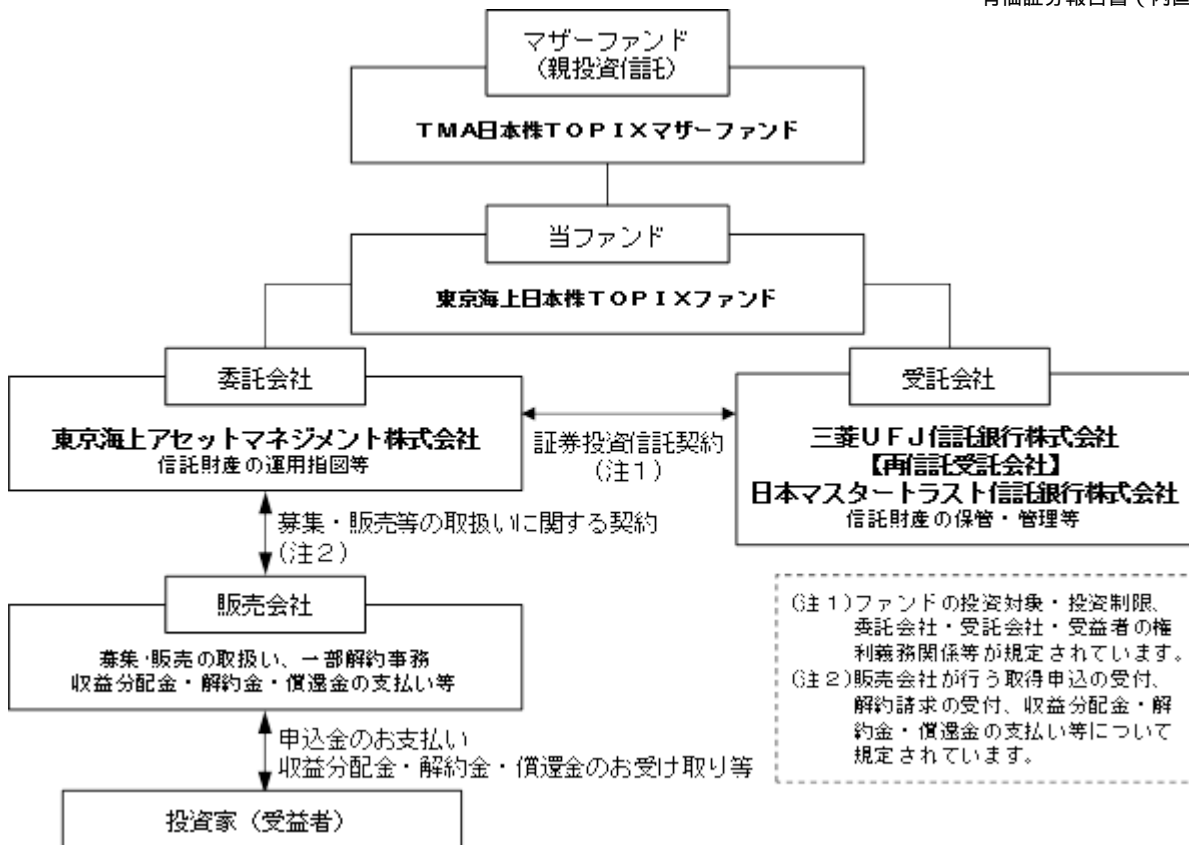 マザーファンド
(親投資信託)
TMA日本株TOPIXマザーファンド
当ファンド
東京海上日本株TOPIXファンド
委託会社
東京海上アセットマネジメント株式会社
信託財産の運用指図等
証券投資信託契約
(注1)
受託会社
三菱UFJ信託銀行株式会社
【再信託受託会社】
日本マスタートラスト信託銀行株式会社
信託財産の保管・管理等
募集・販売等の取扱いに関する契約
(注2)
販売会社
募集・販売の取扱い、一部解約事務
収益分配金・解約金・償還金の支払い等
(注1)ファンドの投資対象・投資制限、
委託会社・受託会社・受益者の権
利義務関係等が規定されています。
(注2)販売会社が行う取得申込の受付、
解約請求の受付、収益分配金・解
約金・償還金の支払い等について
規定されています。
申込金のお支払い
収益分配金・解約金・償還金のお受け取り等
投資家(受益者)